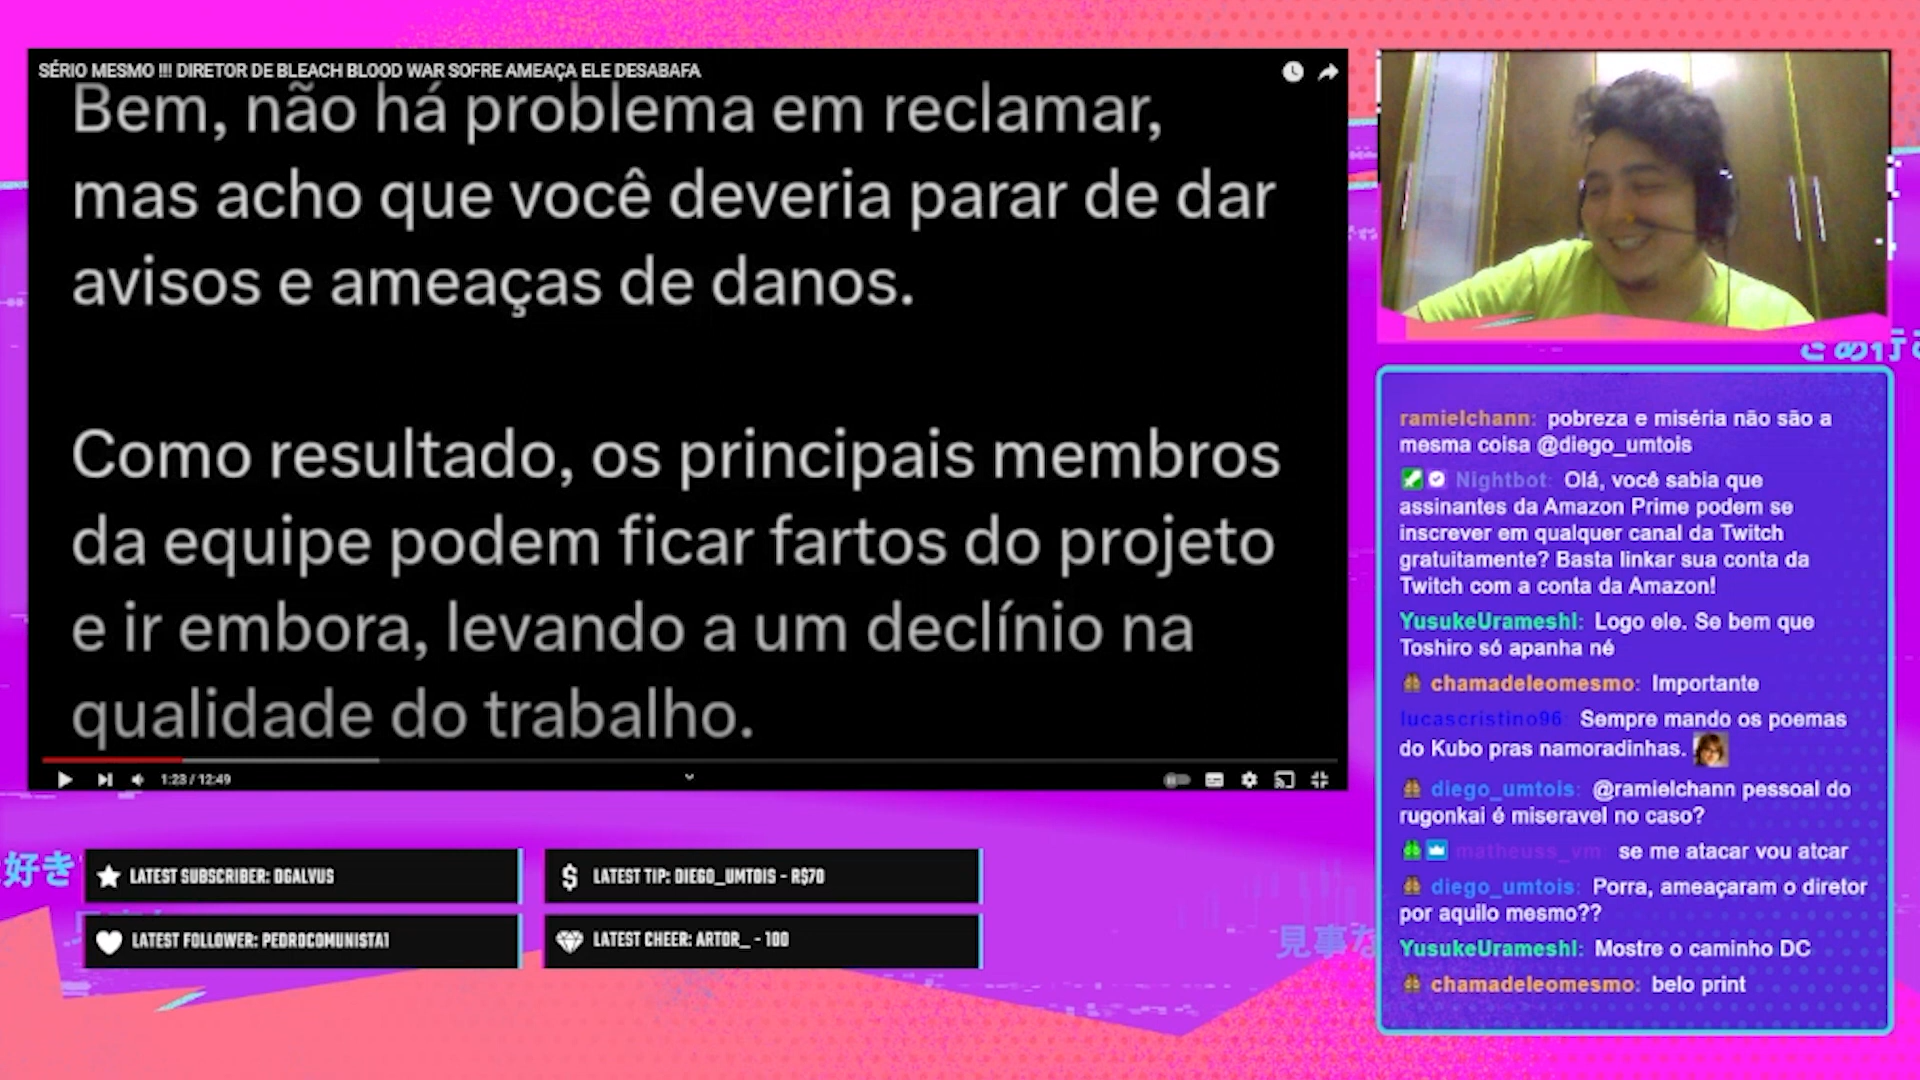 SÉRIO MESMO !!! DIRETOR DE BLEACH BLOOD WAR SOFRE AMEAÇA ELE DESABAFA
Bem, não há problema em reclamar,
mas acho que você deveria parar de dar
avisos e ameaças de danos.
Como resultado, os principais membros
da equipe podem ficar fartos do projeto
e ir embora, levando a um declínio na
qualidade do trabalho.
1:23 / 12:49
ramielchann: pobreza e miséria não são a
mesma coisa @diego_umtois
Nightbot: Olá, você sabia que
assinantes da Amazon Prime podem se
inscrever em qualquer canal da Twitch
gratuitamente? Basta linkar sua conta da
Twitch com a conta da Amazon!
YusukeUrameshI: Logo ele. Se bem que
Toshiro só apanha né
chamadeleomesmo: Importante
lucascristino96: Sempre mando os poemas
do Kubo pras namoradinhas.
diego_umtois: @ramielchann pessoal do
rugonkai é miseravel no caso?
matheuss_vm: se me atacar vou atcar
diego_umtois: Porra, ameaçaram o diretor
por aquilo mesmo??
YusukeUrameshI: Mostre o caminho DC
chamadeleomesmo: belo print
LATEST SUBSCRIBER: DGALVUS
LATEST TIP: DIEGO_UMTOIS - R$70
LATEST FOLLOWER: PEDROCOMUNISTA1
LATEST CHEER: ARTOR_ - 100
好き
見事な